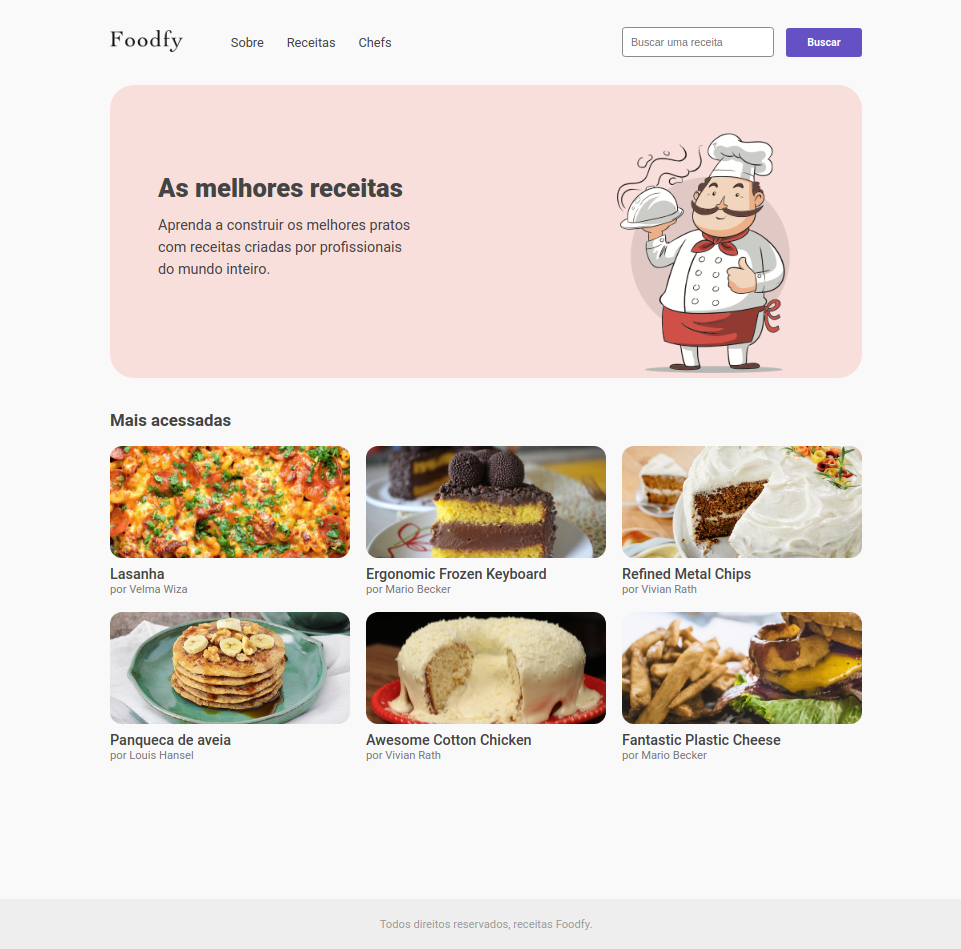 Foodfy
Sobre Receitas Chefs
Buscar uma receita
Buscar
As melhores receitas
Aprenda a construir os melhores pratos
com receitas criadas por profissionais
do mundo inteiro.
Mais acessadas
Lasanha
por Velma Wiza
Ergonomic Frozen Keyboard
por Mario Becker
Refined Metal Chips
por Vivian Rath
Panqueca de aveia
por Louis Hansel
Awesome Cotton Chicken
por Vivian Rath
Fantastic Plastic Cheese
por Mario Becker
Todos direitos reservados, receitas Foodfy.